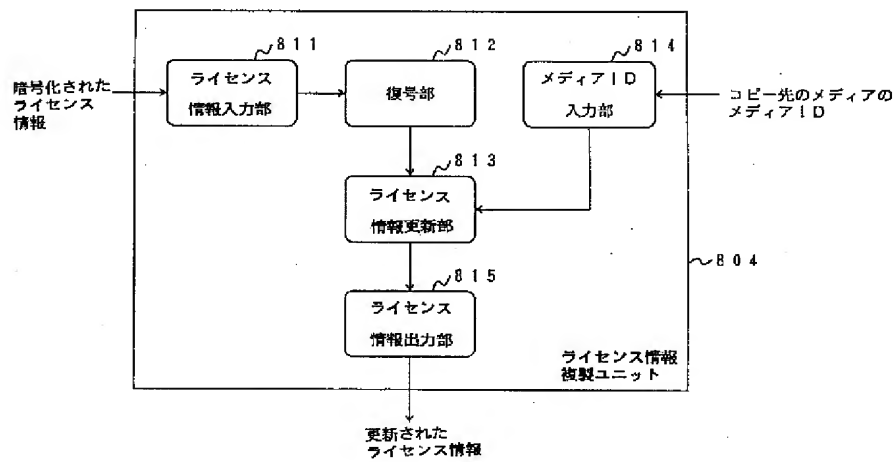 ８１１
８１２
８１４
暗号化された
ライセンス
情報
ライセンス
情報入力部
復号部
メディアＩＤ
入力部
コピー先のメディアの
メディアＩＤ
８１３
ライセンス
情報更新部
８０４
８１５
ライセンス
情報出力部
ライセンス情報
複製ユニット
更新された
ライセンス情報